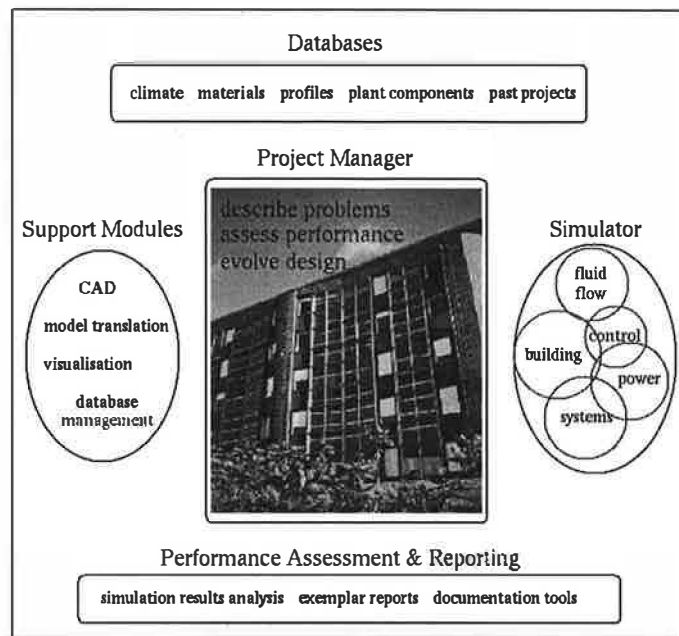 Databases
climate materials profiles plant components past projects
Project Manager
describe problems
assess performance
evolve design
Support Modules
CAD
model translation
visualisation
database
management
Simulator
fluid
flow
control
building
power
systems
Performance Assessment & Reporting
simulation results analysis exemplar reports documentation tools